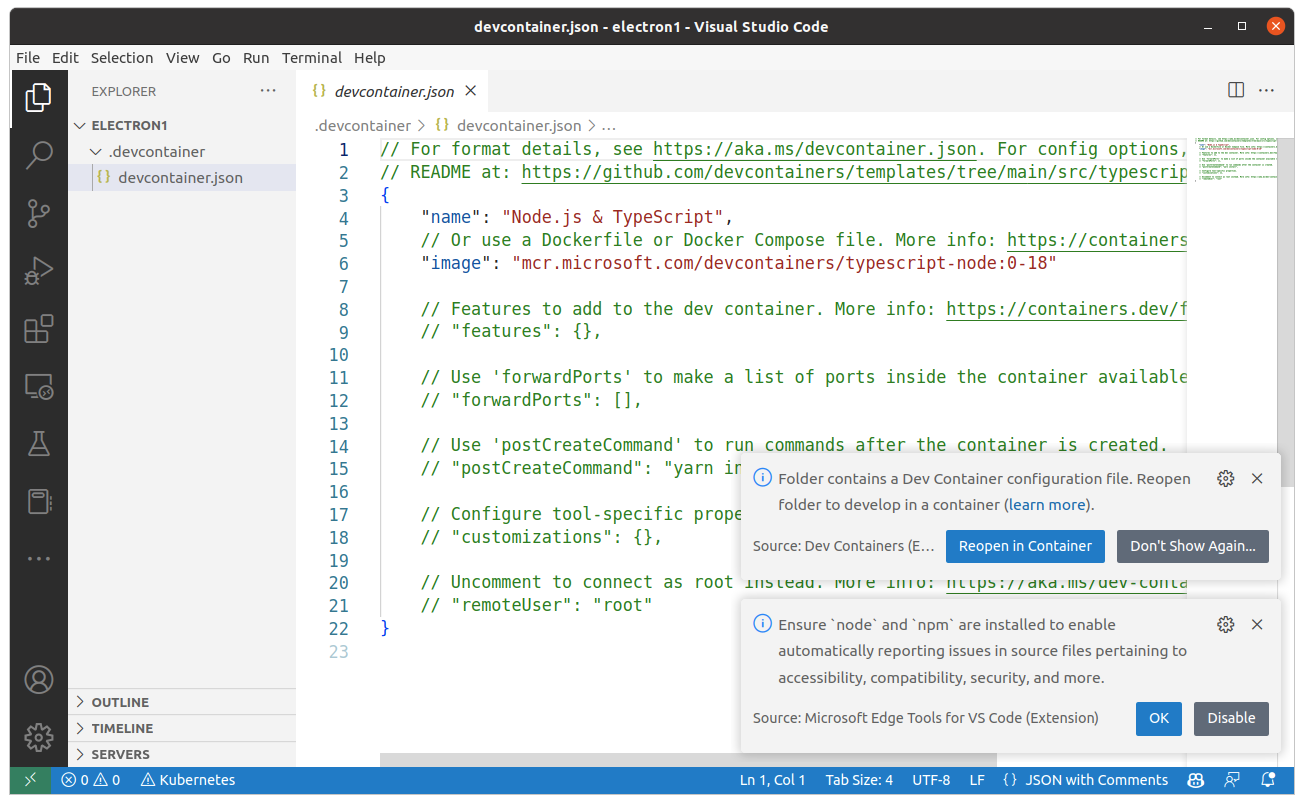 devcontainer.json - electron1 - Visual Studio Code
File Edit Selection View Go Run Terminal Help
EXPLORER
{} devcontainer.json
ELECTRON1
.devcontainer
{} devcontainer.json
.devcontainer > {} devcontainer.json > ...
1 // For format details, see https://aka.ms/devcontainer.json. For config options,
2 // README at: https://github.com/devcontainers/templates/tree/main/src/typescrip
3 {
4 "name": "Node.js & TypeScript",
5 // Or use a Dockerfile or Docker Compose file. More info: https://containers
6 "image": "mcr.microsoft.com/devcontainers/typescript-node:0-18"
7
8 // Features to add to the dev container. More info: https://containers.dev/f
9 // "features": {},
10
11 // Use 'forwardPorts' to make a list of ports inside the container available
12 // "forwardPorts": [],
13
14 // Use 'postCreateCommand' to run commands after the container is created.
15 // "postCreateCommand": "yarn in
16
17 // Configure tool-specific prope
18 // "customizations": {},
19
20 // Uncomment to connect as root instead. More info: https://aka.ms/dev-conta
21 // "remoteUser": "root"
22 }
23
Folder contains a Dev Container configuration file. Reopen
folder to develop in a container (learn more).
Source: Dev Containers (E... Reopen in Container Don't Show Again...
Ensure `node` and `npm` are installed to enable
automatically reporting issues in source files pertaining to
accessibility, compatibility, security, and more.
Source: Microsoft Edge Tools for VS Code (Extension) OK Disable
OUTLINE
TIMELINE
SERVERS
0 0 Kubernetes Ln 1, Col 1 Tab Size: 4 UTF-8 LF {} JSON with Comments